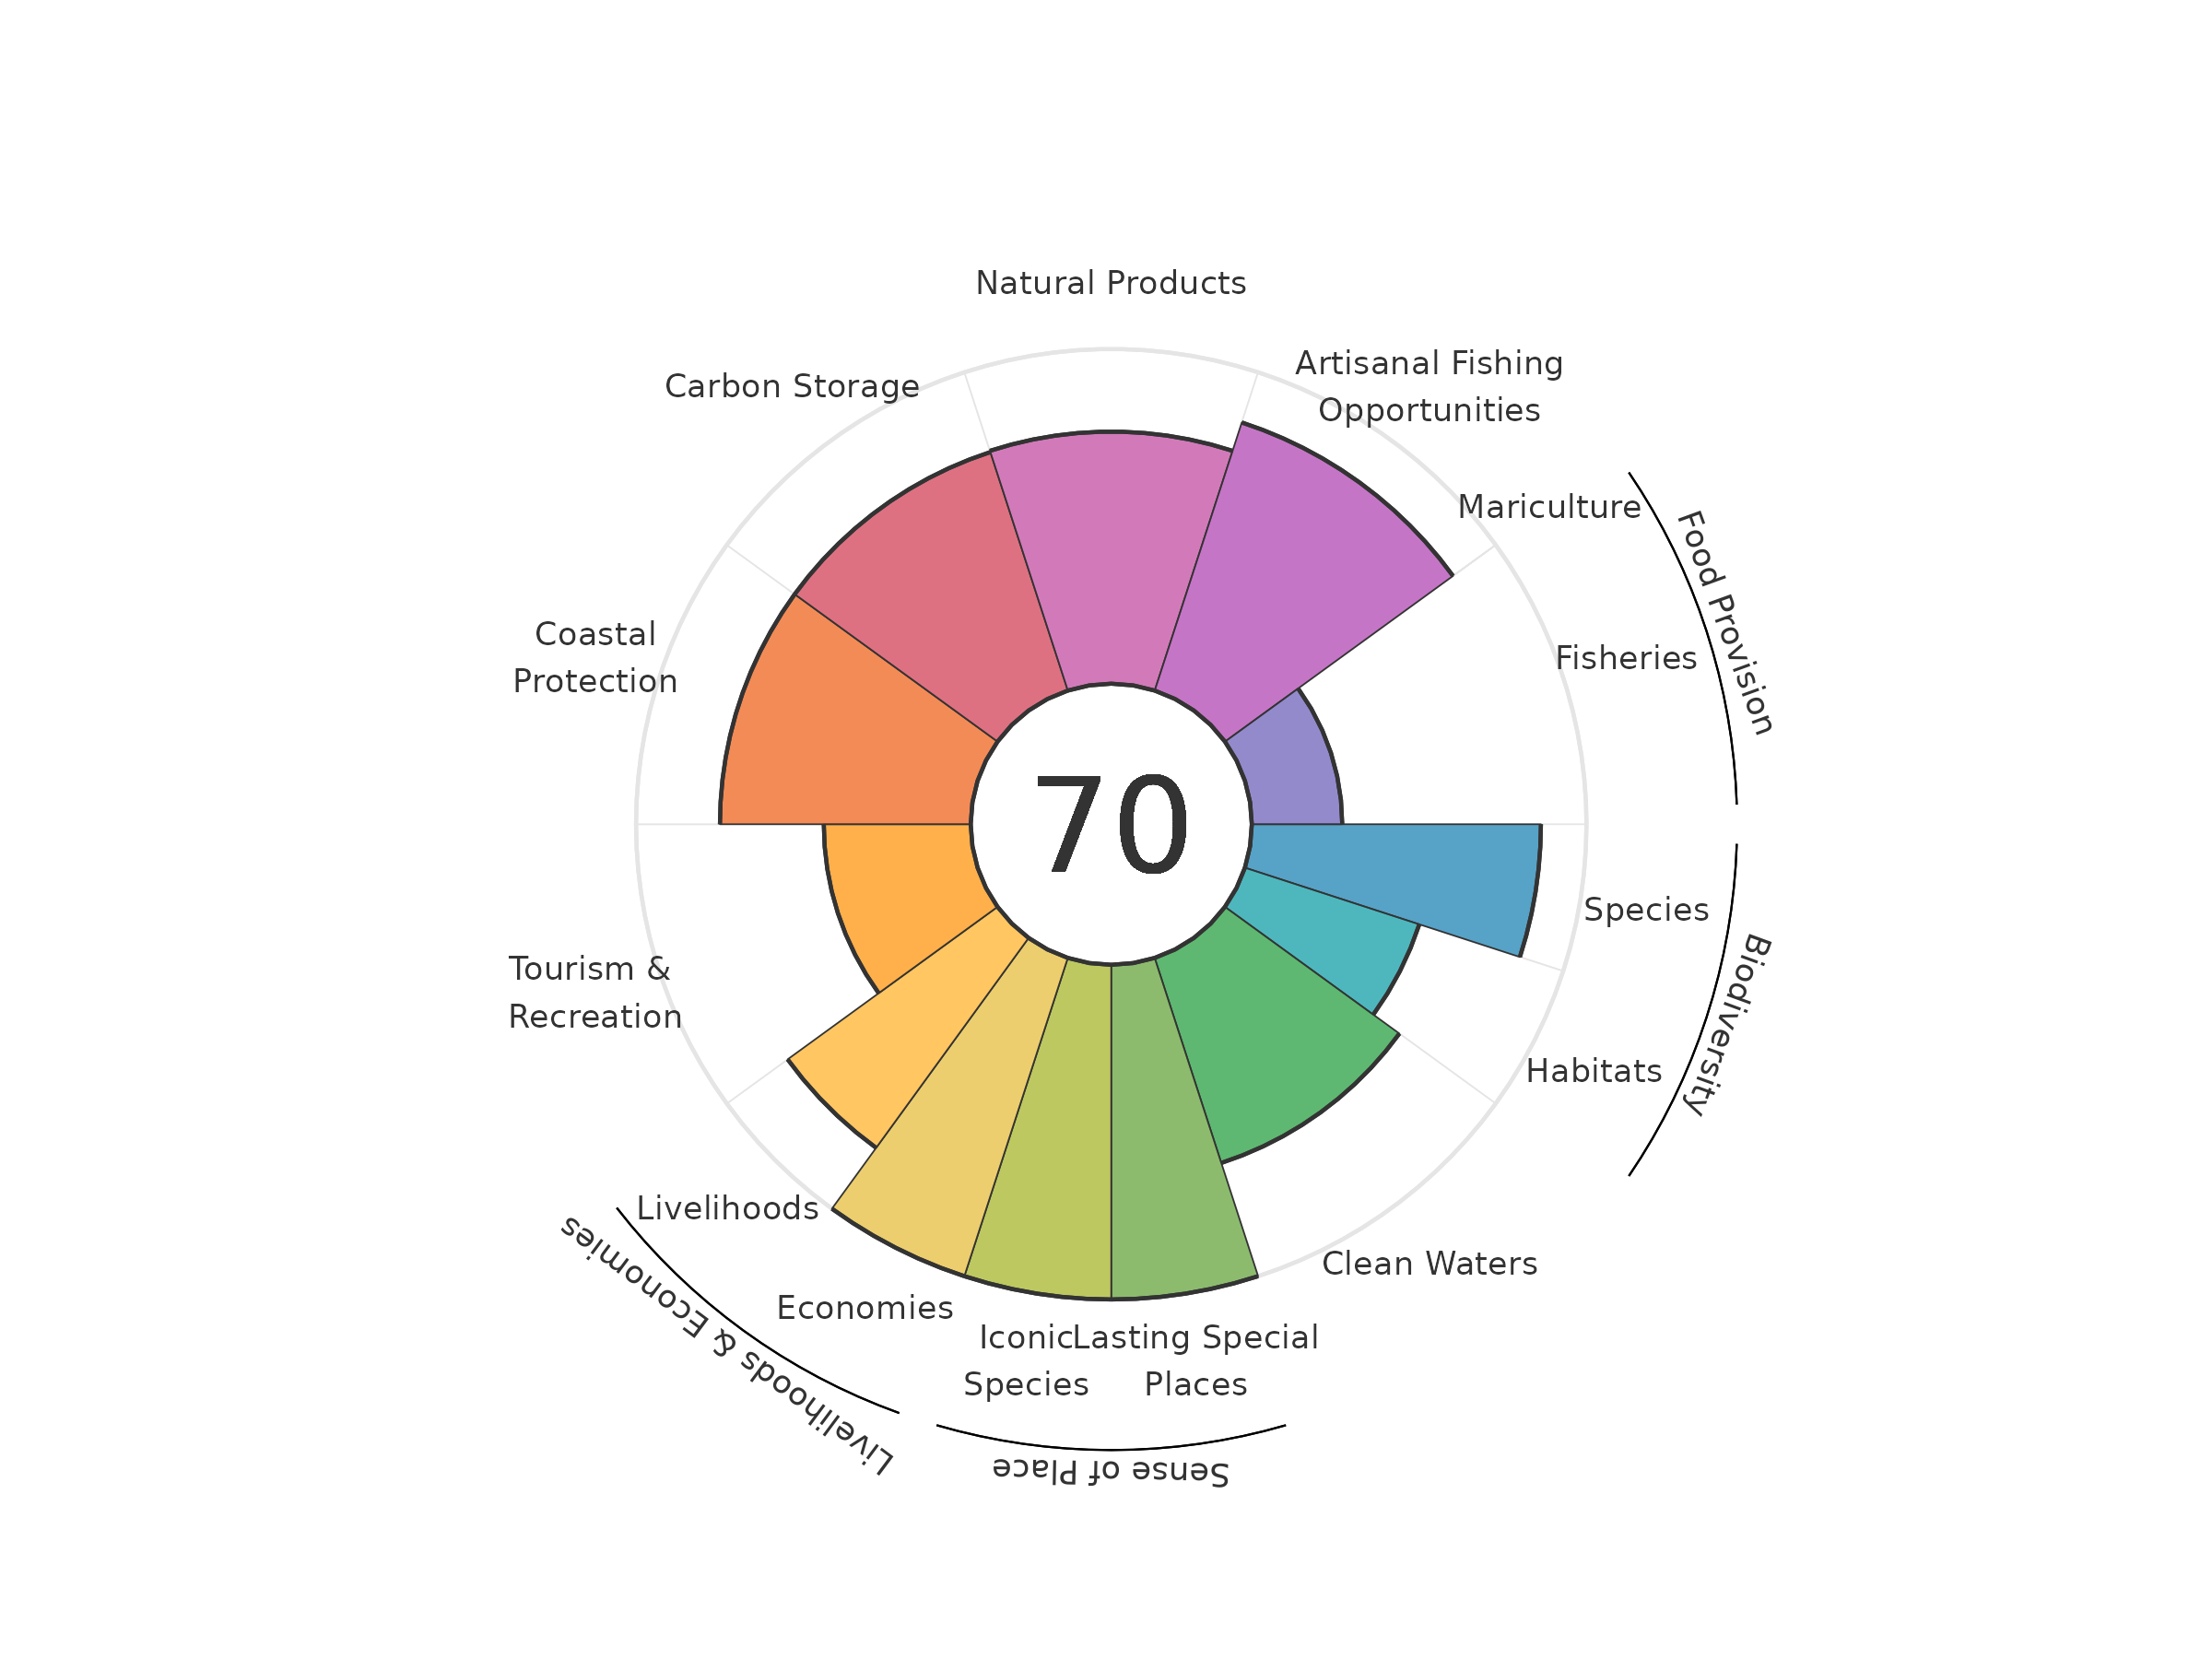 Natural Products
Artisanal Fishing
Opportunities
Carbon Storage
Mariculture
Food Provision
Coastal
Protection
Fisheries
70
Species
Biodiversity
Tourism &
Recreation
Habitats
Livelihoods
Clean Waters
Economies
Livelihoods & Economies
Iconic
Species
Lasting Special
Places
Sense of Place